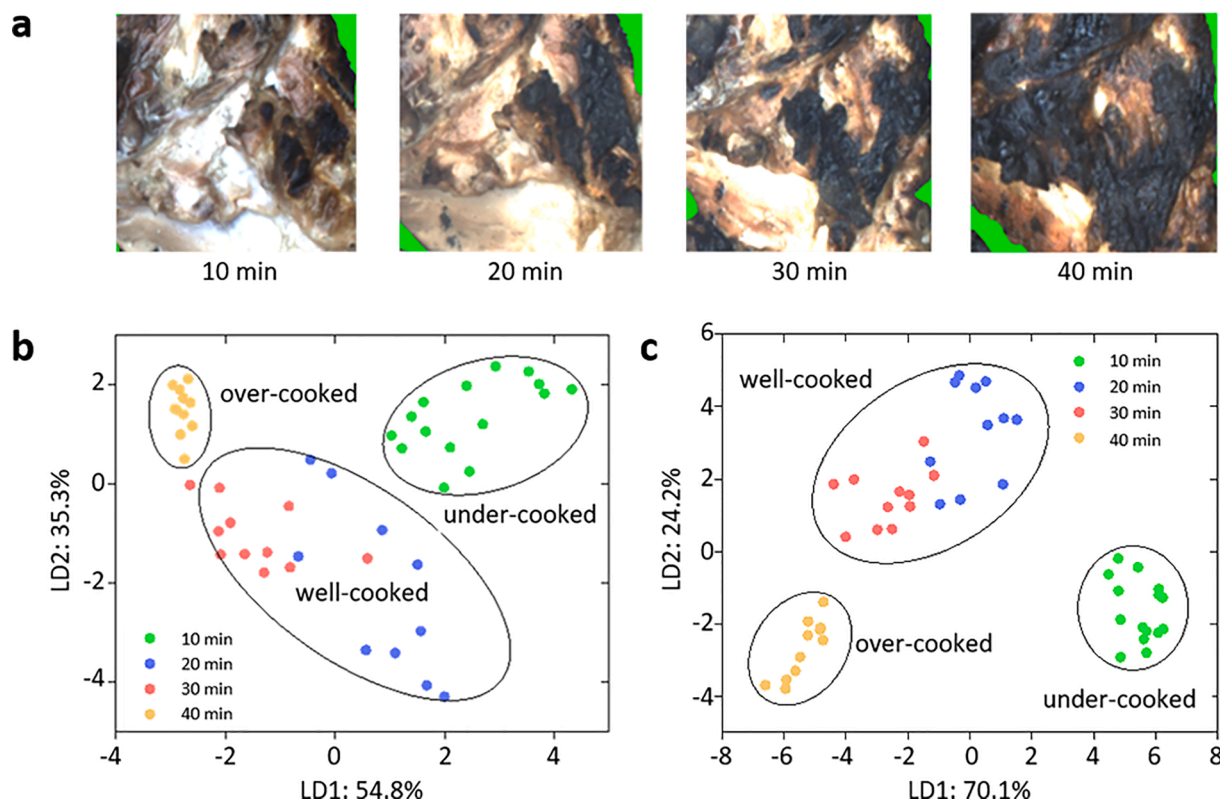 a
10 min
20 min
30 min
40 min
b
over-cooked
under-cooked
well-cooked
10 min
20 min
30 min
40 min
2
0
-2
-4
LD2: 35.3%
-4
-2
0
2
4
LD1: 54.8%
c
well-cooked
over-cooked
under-cooked
10 min
20 min
30 min
40 min
6
4
2
0
-2
-4
LD2: 24.2%
-8
-6
-4
-2
0
2
4
6
8
LD1: 70.1%